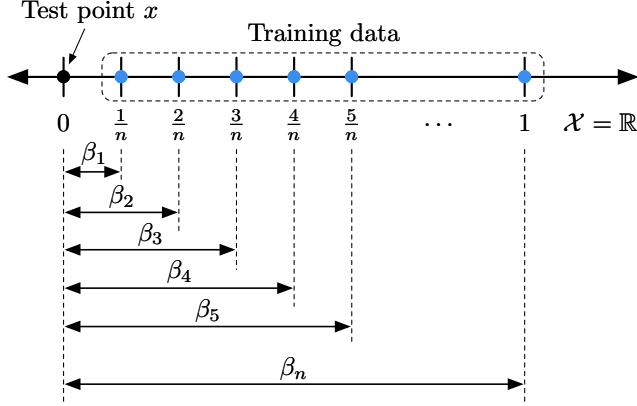 Test point x
Training data
0 1/n 2/n 3/n 4/n 5/n ⋯ 1 𝒳 = ℝ
β₁
β₂
β₃
β₄
β₅
βₙ